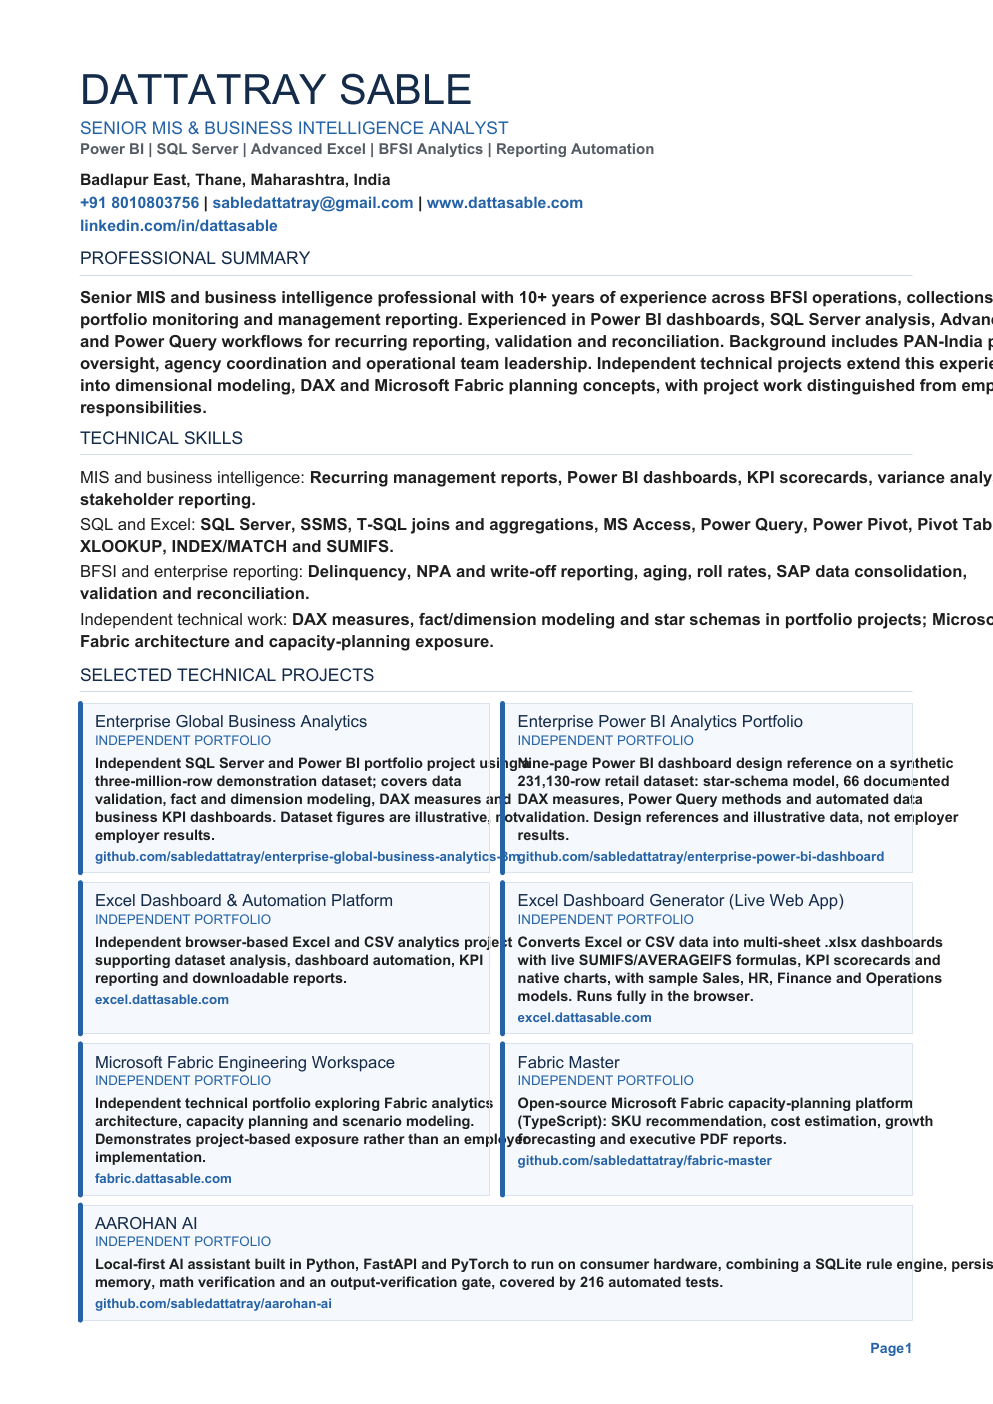 DATTATRAY SABLE
SENIOR MIS & BUSINESS INTELLIGENCE ANALYST
Power BI | SQL Server | Advanced Excel | BFSI Analytics | Reporting Automation
Badlapur East, Thane, Maharashtra, India
+91 8010803756 | sabledattatray@gmail.com | www.dattasable.com
linkedin.com/in/dattasable
PROFESSIONAL SUMMARY
Senior MIS and business intelligence professional with 10+ years of experience across BFSI operations, collections
portfolio monitoring and management reporting. Experienced in Power BI dashboards, SQL Server analysis,
and Power Query workflows for recurring reporting, validation and reconciliation. Background includes PAN-India
oversight, agency coordination and operational team leadership. Independent technical projects extend this
into dimensional modeling, DAX and Microsoft Fabric planning concepts, with project work distinguished from
responsibilities.
TECHNICAL SKILLS
MIS and business intelligence: Recurring management reports, Power BI dashboards, KPI scorecards, variance
stakeholder reporting.
SQL and Excel: SQL Server, SSMS, T-SQL joins and aggregations, MS Access, Power Query, Power Pivot, Pivot
XLOOKUP, INDEX/MATCH and SUMIFS.
BFSI and enterprise reporting: Delinquency, NPA and write-off reporting, aging, roll rates, SAP data consolidation,
validation and reconciliation.
Independent technical work: DAX measures, fact/dimension modeling and star schemas in portfolio projects;
Fabric architecture and capacity-planning exposure.
SELECTED TECHNICAL PROJECTS
Enterprise Global Business Analytics
INDEPENDENT PORTFOLIO
Independent SQL Server and Power BI portfolio project using a
three-million-row demonstration dataset; covers data
validation, fact and dimension modeling, DAX measures and
business KPI dashboards. Dataset figures are illustrative, not
employer results.
github.com/sabledattatray/enterprise-global-business-analytics-3m
Enterprise Power BI Analytics Portfolio
INDEPENDENT PORTFOLIO
Nine-page Power BI dashboard design reference on a synthetic
231,130-row retail dataset: star-schema model, 66 documented
DAX measures, Power Query methods and automated data
validation. Design references and illustrative data, not employer
results.
github.com/sabledattatray/enterprise-power-bi-dashboard
Excel Dashboard & Automation Platform
INDEPENDENT PORTFOLIO
Independent browser-based Excel and CSV analytics project
supporting dataset analysis, dashboard automation, KPI
reporting and downloadable reports.
excel.dattasable.com
Excel Dashboard Generator (Live Web App)
INDEPENDENT PORTFOLIO
Converts Excel or CSV data into multi-sheet .xlsx dashboards
with live SUMIFS/AVERAGEIFS formulas, KPI scorecards and
native charts, with sample Sales, HR, Finance and Operations
models. Runs fully in the browser.
excel.dattasable.com
Microsoft Fabric Engineering Workspace
INDEPENDENT PORTFOLIO
Independent technical portfolio exploring Fabric analytics
architecture, capacity planning and scenario modeling.
Demonstrates project-based exposure rather than an employer
implementation.
fabric.dattasable.com
Fabric Master
INDEPENDENT PORTFOLIO
Open-source Microsoft Fabric capacity-planning platform
(TypeScript): SKU recommendation, cost estimation, growth
forecasting and executive PDF reports.
github.com/sabledattatray/fabric-master
AAROHAN AI
INDEPENDENT PORTFOLIO
Local-first AI assistant built in Python, FastAPI and PyTorch to run on consumer hardware, combining a SQLite rule engine,
memory, math verification and an output-verification gate, covered by 216 automated tests.
github.com/sabledattatray/aarohan-ai
Page1